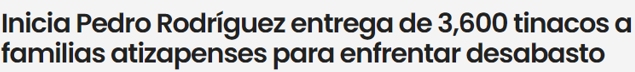 Inicia Pedro Rodríguez entrega de 3,600 tinacos a
familias atizapenses para enfrentar desabasto